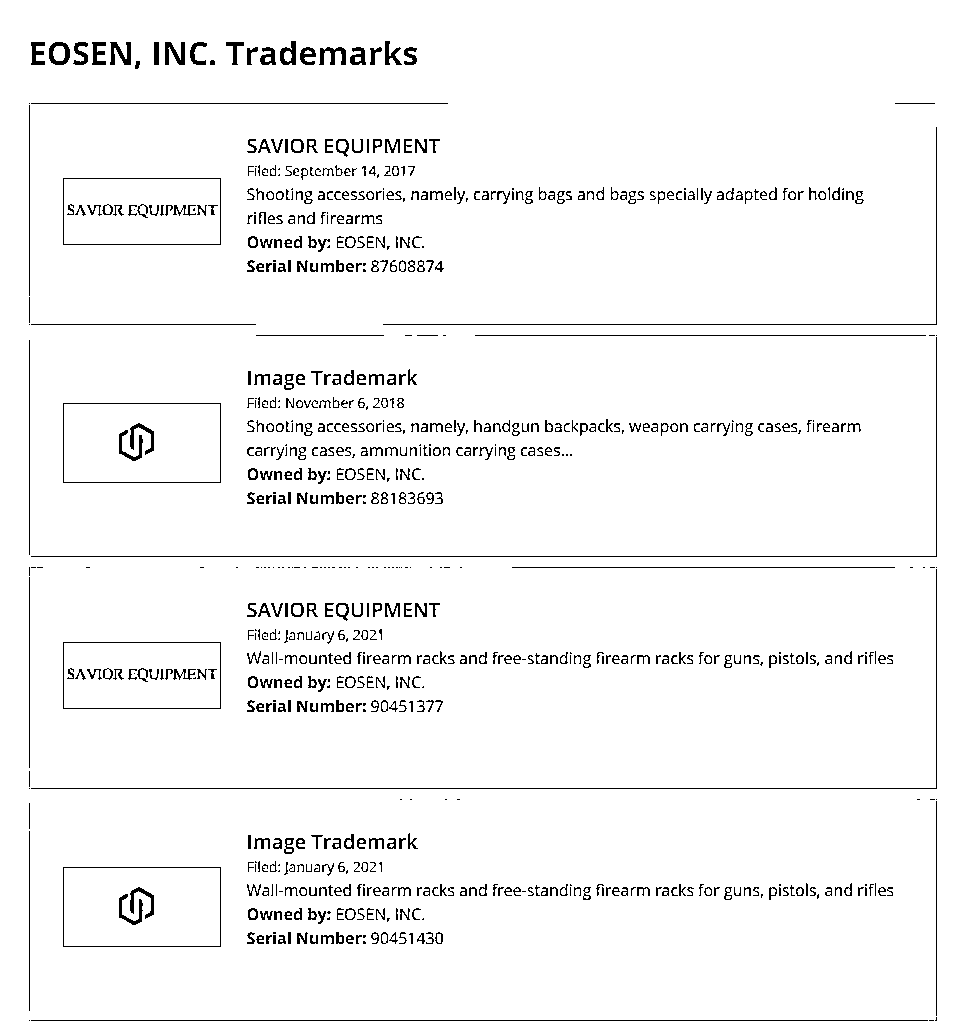 EOSEN, INC. Trademarks
SAVIOR EQUIPMENT
Filed: September 14, 2017
Shooting accessories, namely, carrying bags and bags specially adapted for holding
rifles and firearms
Owned by: EOSEN, INC.
Serial Number: 87608874
SAVIOR EQUIPMENT
Image Trademark
Filed: November 6, 2018
Shooting accessories, namely, handgun backpacks, weapon carrying cases, firearm
carrying cases, ammunition carrying cases...
Owned by: EOSEN, INC.
Serial Number: 88183693
SAVIOR EQUIPMENT
Filed: January 6, 2021
Wall-mounted firearm racks and free-standing firearm racks for guns, pistols, and rifles
Owned by: EOSEN, INC.
Serial Number: 90451377
SAVIOR EQUIPMENT
Image Trademark
Filed: January 6, 2021
Wall-mounted firearm racks and free-standing firearm racks for guns, pistols, and rifles
Owned by: EOSEN, INC.
Serial Number: 90451430